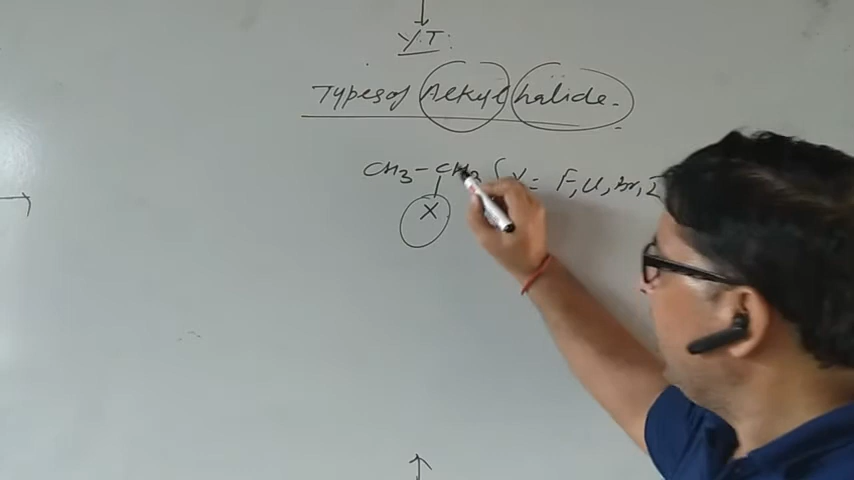 Y.T.
Types of Alkyl halide.
CH3-CH2 (X = F, Cl, Br, I
X